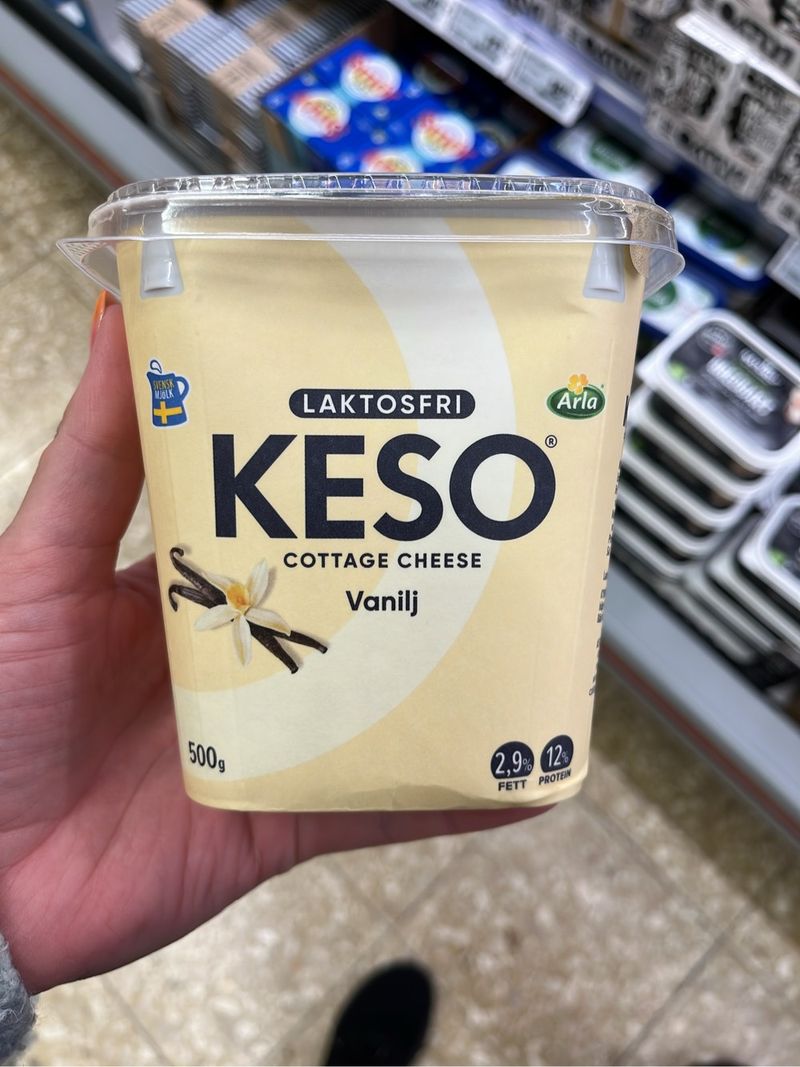 SVENSK
MJÖLK
LAKTOSFRI
Arla
KESO®
COTTAGE CHEESE
Vanilj
500g
2,9%
FETT
12%
PROTEIN